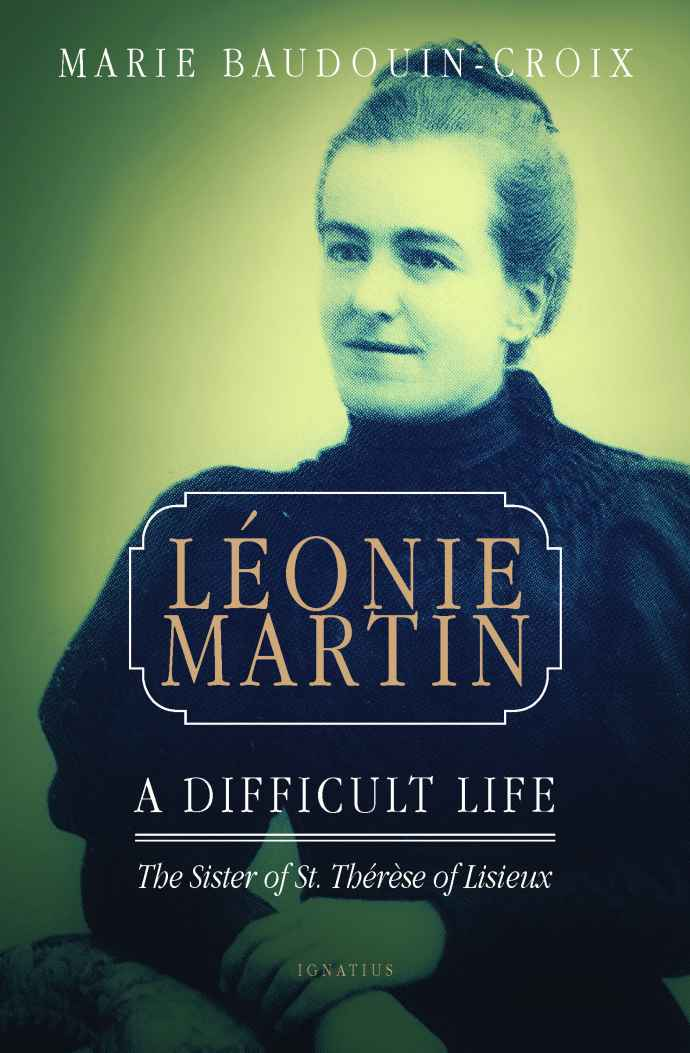 MARIE BAUDOUIN-CROIX
LÉONIE
MARTIN
A DIFFICULT LIFE
The Sister of St. Thérèse of Lisieux
IGNATIUS